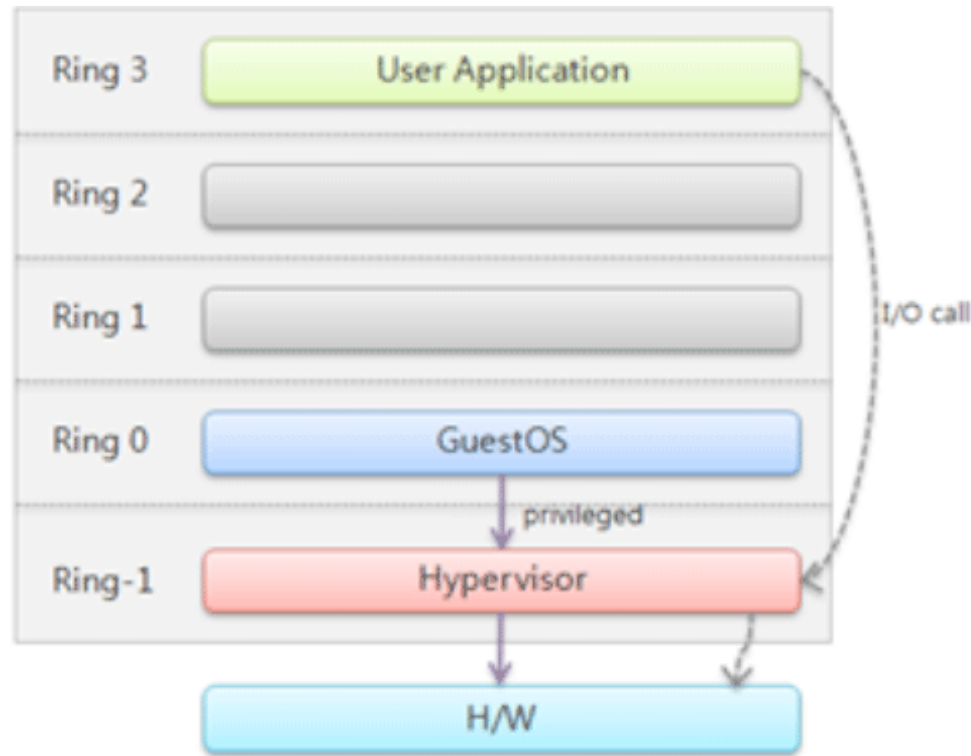 Ring 3
User Application
Ring 2
Ring 1
I/O call
Ring 0
GuestOS
privileged
Ring-1
Hypervisor
H/W